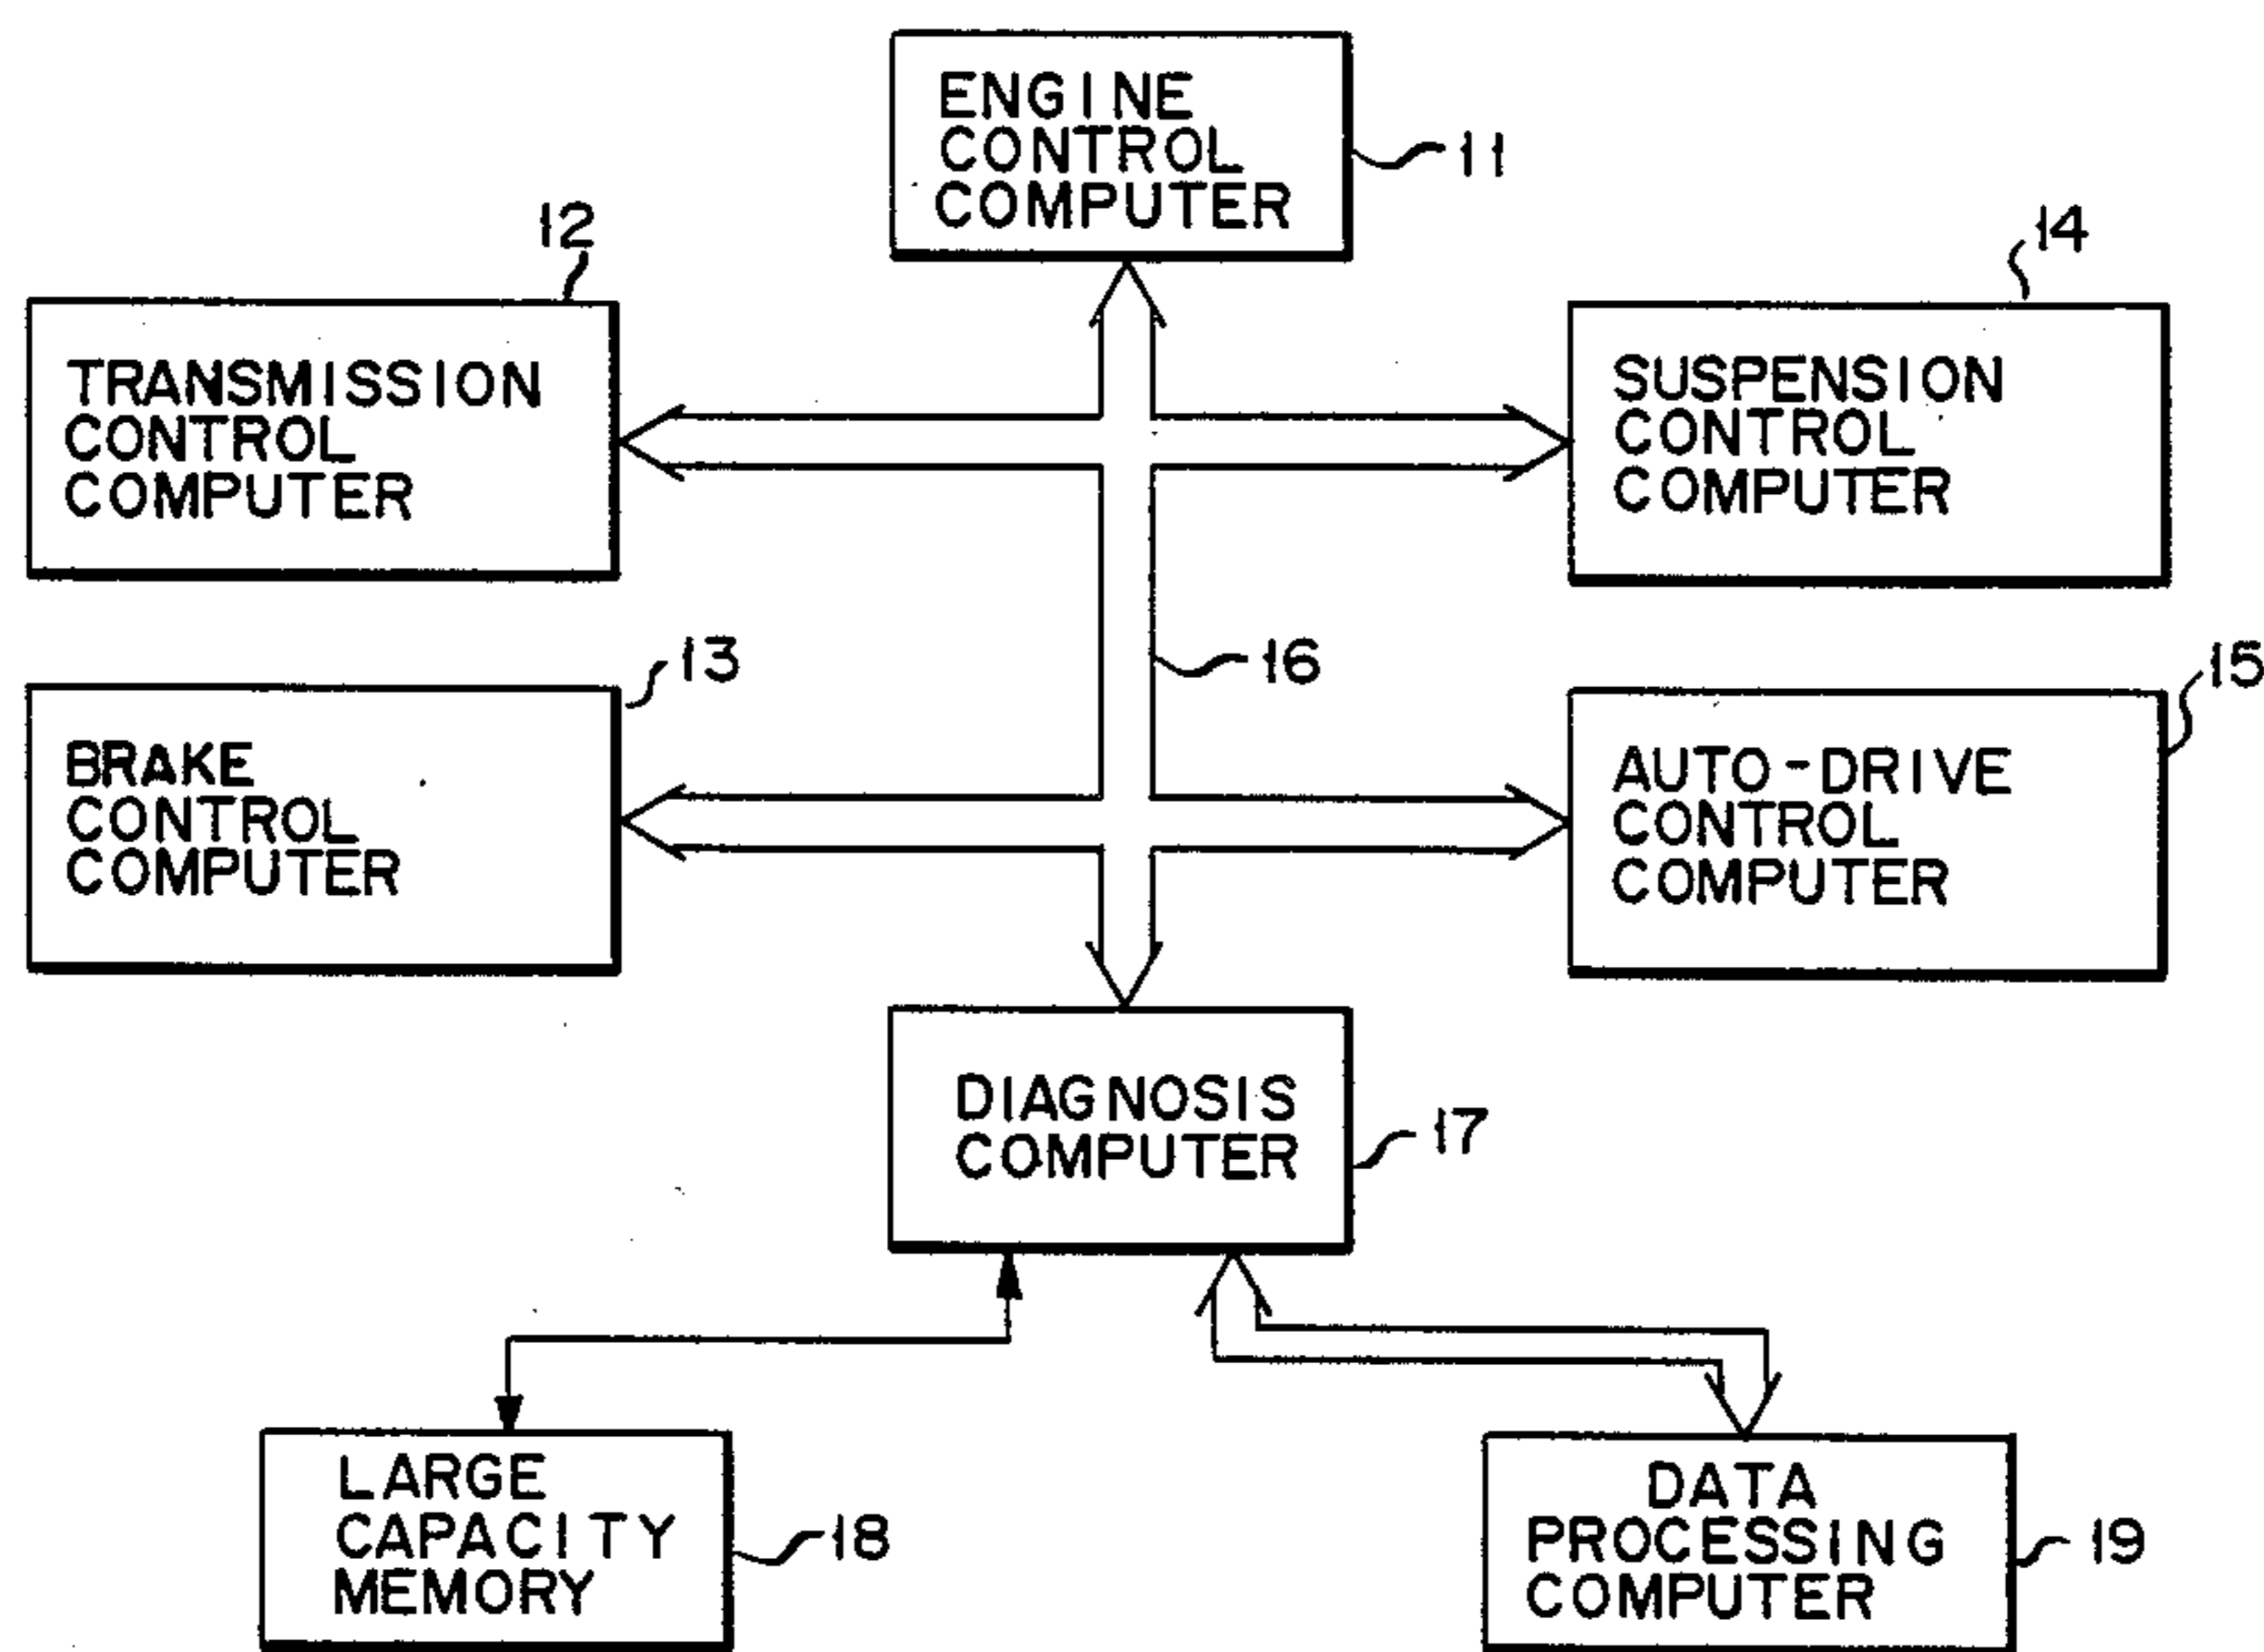 ENGINE
CONTROL
COMPUTER
11
12
TRANSMISSION
CONTROL
COMPUTER
14
SUSPENSION
CONTROL
COMPUTER
13
BRAKE
CONTROL
COMPUTER
16
15
AUTO-DRIVE
CONTROL
COMPUTER
DIAGNOSIS
COMPUTER
17
LARGE
CAPACITY
MEMORY
18
DATA
PROCESSING
COMPUTER
19